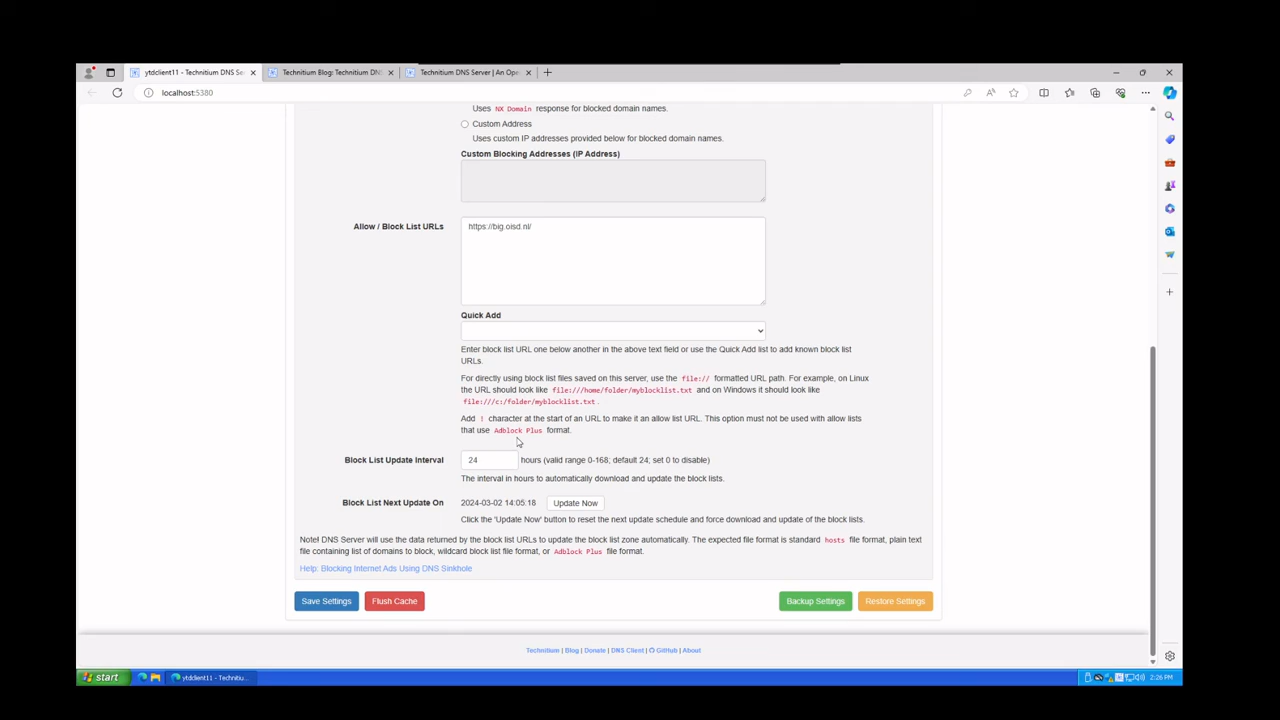 ytdclient11 - Technitium DNS Se
Technitium Blog: Technitium DN
Technitium DNS Server | An Ope
localhost:5380
Uses NX Domain response for blocked domain names.
Custom Address
Uses custom IP addresses provided below for blocked domain names.
Custom Blocking Addresses (IP Address)
Allow / Block List URLs
https://big.oisd.nl/
Quick Add
Enter block list URL one below another in the above text field or use the Quick Add list to add known block list
URLs.
For directly using block list files saved on this server, use the file:// formatted URL path. For example, on Linux
the URL should look like file:///home/folder/myblocklist.txt and on Windows it should look like
file:///c:/folder/myblocklist.txt .
Add ! character at the start of an URL to make it an allow list URL. This option must not be used with allow lists
that use Adblock Plus format.
Block List Update Interval
24 hours (valid range 0-168; default 24; set 0 to disable)
The interval in hours to automatically download and update the block lists.
Block List Next Update On
2024-03-02 14:05:18 Update Now
Click the 'Update Now' button to reset the next update schedule and force download and update of the block lists.
Note! DNS Server will use the data returned by the block list URLs to update the block list zone automatically. The expected file format is standard hosts file format, plain text
file containing list of domains to block, wildcard block list file format, or Adblock Plus file format.
Help: Blocking Internet Ads Using DNS Sinkhole
Save Settings Flush Cache Backup Settings Restore Settings
Technitium | Blog | Donate | DNS Client | GitHub | About
start ytdclient11 - Technitiu... 2:26 PM